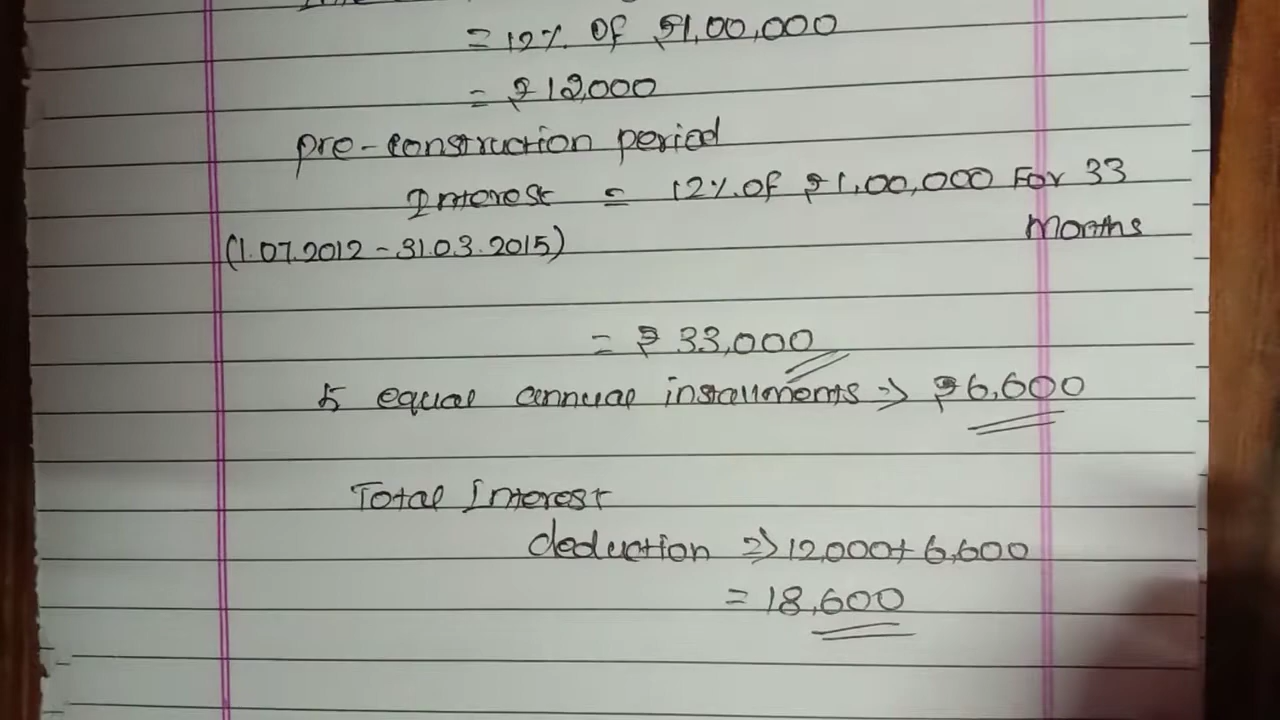 = 12% Of ₹1,00,000
= ₹12,000
Pre-construction period
Interest = 12% of ₹1,00,000 For 33
Months
(1.07.2012 - 31.03.2015)
= ₹ 33,000
5 equal annual installments => ₹6,600
Total Interest
deduction => 12,000 + 6,600
= 18,600